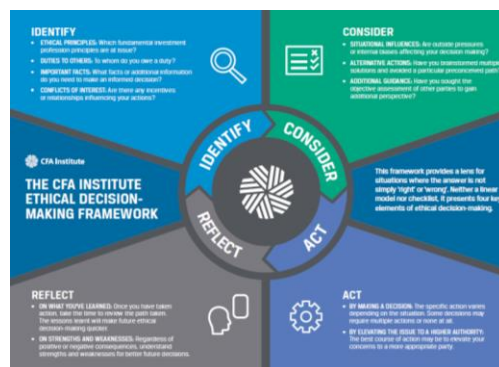 IDENTIFY
• ETHICAL PRINCIPLES: Which fundamental investment
profession principles are at issue?
• DUTIES TO OTHERS: To whom do you owe a duty?
• IMPORTANT FACTS: What facts or additional information
do you need to make an informed decision?
• CONFLICTS OF INTEREST: Are there any incentives
or relationships influencing your actions?
CONSIDER
• SITUATIONAL INFLUENCES: Are outside pressures
or internal biases affecting your decision making?
• ALTERNATIVE ACTIONS: Have you brainstormed multiple
solutions and avoided a particular preconceived path
• ADDITIONAL GUIDANCE: Have you sought the
objective assessment of other parties to gain
additional perspective?
IDENTIFY
CONSIDER
REFLECT
ACT
CFA Institute
THE CFA INSTITUTE
ETHICAL DECISION-
MAKING FRAMEWORK
This framework provides a lens for
situations where the answer is not
simply 'right' or 'wrong'. Neither a linear
model nor checklist, it presents four key
elements of ethical decision-making.
REFLECT
• ON WHAT YOU'VE LEARNED: Once you have taken
action, take the time to review the path taken.
The lessons learnt will make future ethical
decision-making quicker.
• ON STRENGTHS AND WEAKNESSES: Regardless of
positive or negative consequences, understand
strengths and weaknesses for better future decisions.
ACT
• BY MAKING A DECISION: The specific action varies
depending on the situation. Some decisions may
require multiple actions or none at all.
• BY ELEVATING THE ISSUE TO A HIGHER AUTHORITY:
The best course of action may be to elevate your
concerns to a more appropriate party.